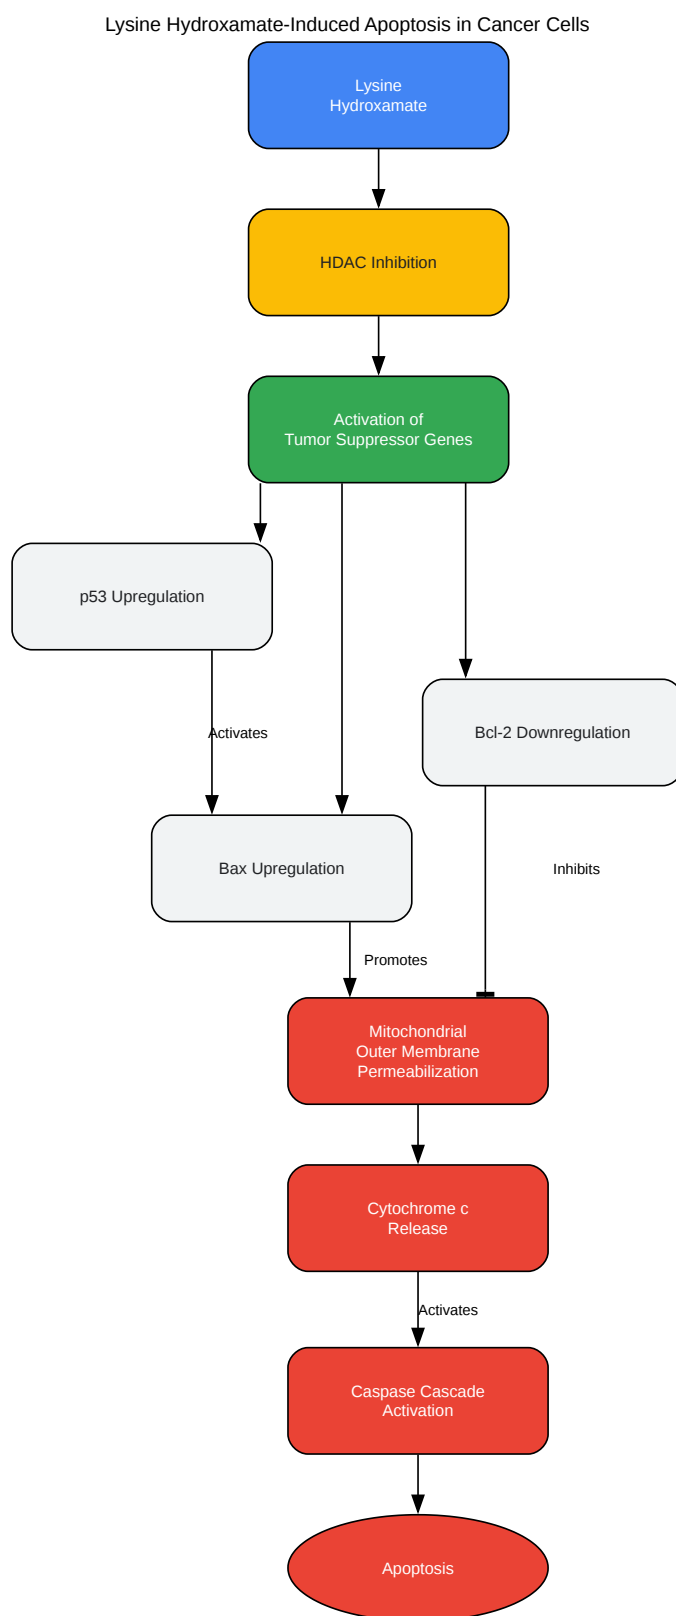 Lysine Hydroxamate-Induced Apoptosis in Cancer Cells
Lysine
Hydroxamate
HDAC Inhibition
Activation of
Tumor Suppressor Genes
p53 Upregulation
Activates
Bcl-2 Downregulation
Bax Upregulation
Inhibits
Promotes
Mitochondrial
Outer Membrane
Permeabilization
Cytochrome c
Release
Activates
Caspase Cascade
Activation
Apoptosis